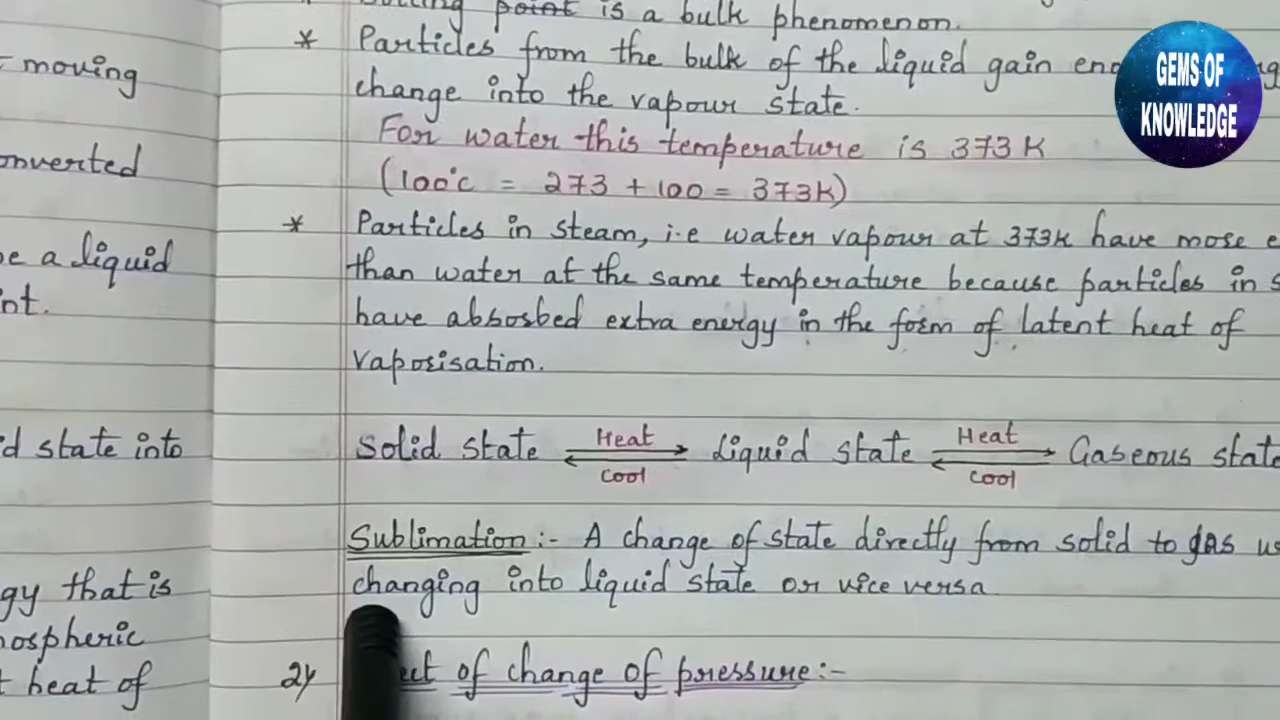 point is a bulk phenomenon.
* Particles from the bulk of the liquid gain
change into the vapour state.
For water this temperature is 373 K
(100°c = 273 + 100 = 373K)
* Particles in steam, i.e water vapour at 373K have more e
than water at the same temperature because particles in s
have absorbed extra energy in the form of latent heat of
vaporisation.
Solid state Heat Cool Liquid state Heat Cool Gaseous state
Sublimation:- A change of state directly from solid to gas
changing into liquid state or vice versa
2) of change of pressure:-
moving
onverted
be a liquid
int.
d state into
gy that is
nospheric
t heat of
GEMS OF
KNOWLEDGE